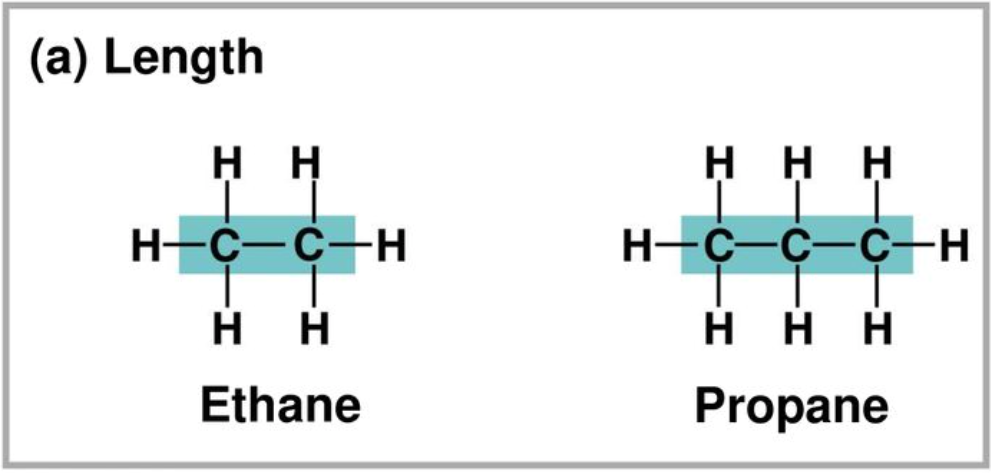 (a) Length
H H H H H
H—C—C—H H—C—C—C—H
H H H H H
Ethane Propane